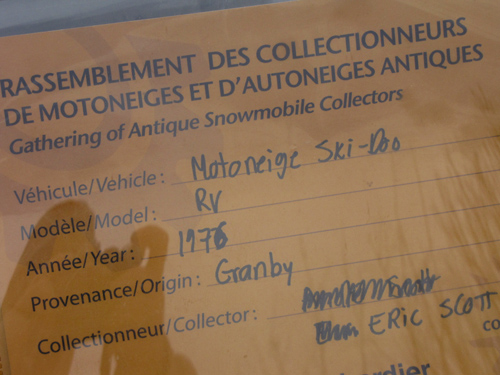 RASSEMBLEMENT DES COLLECTIONNEURS
DE MOTONEIGES ET D'AUTONEIGES ANTIQUES
Gathering of Antique Snowmobile Collectors
Véhicule/Vehicle : Motoneige Ski-Doo
Modèle/Model : RV
Année/Year : 1976
Provenance/Origin : Granby
Collectionneur/Collector : ERIC SCOTT